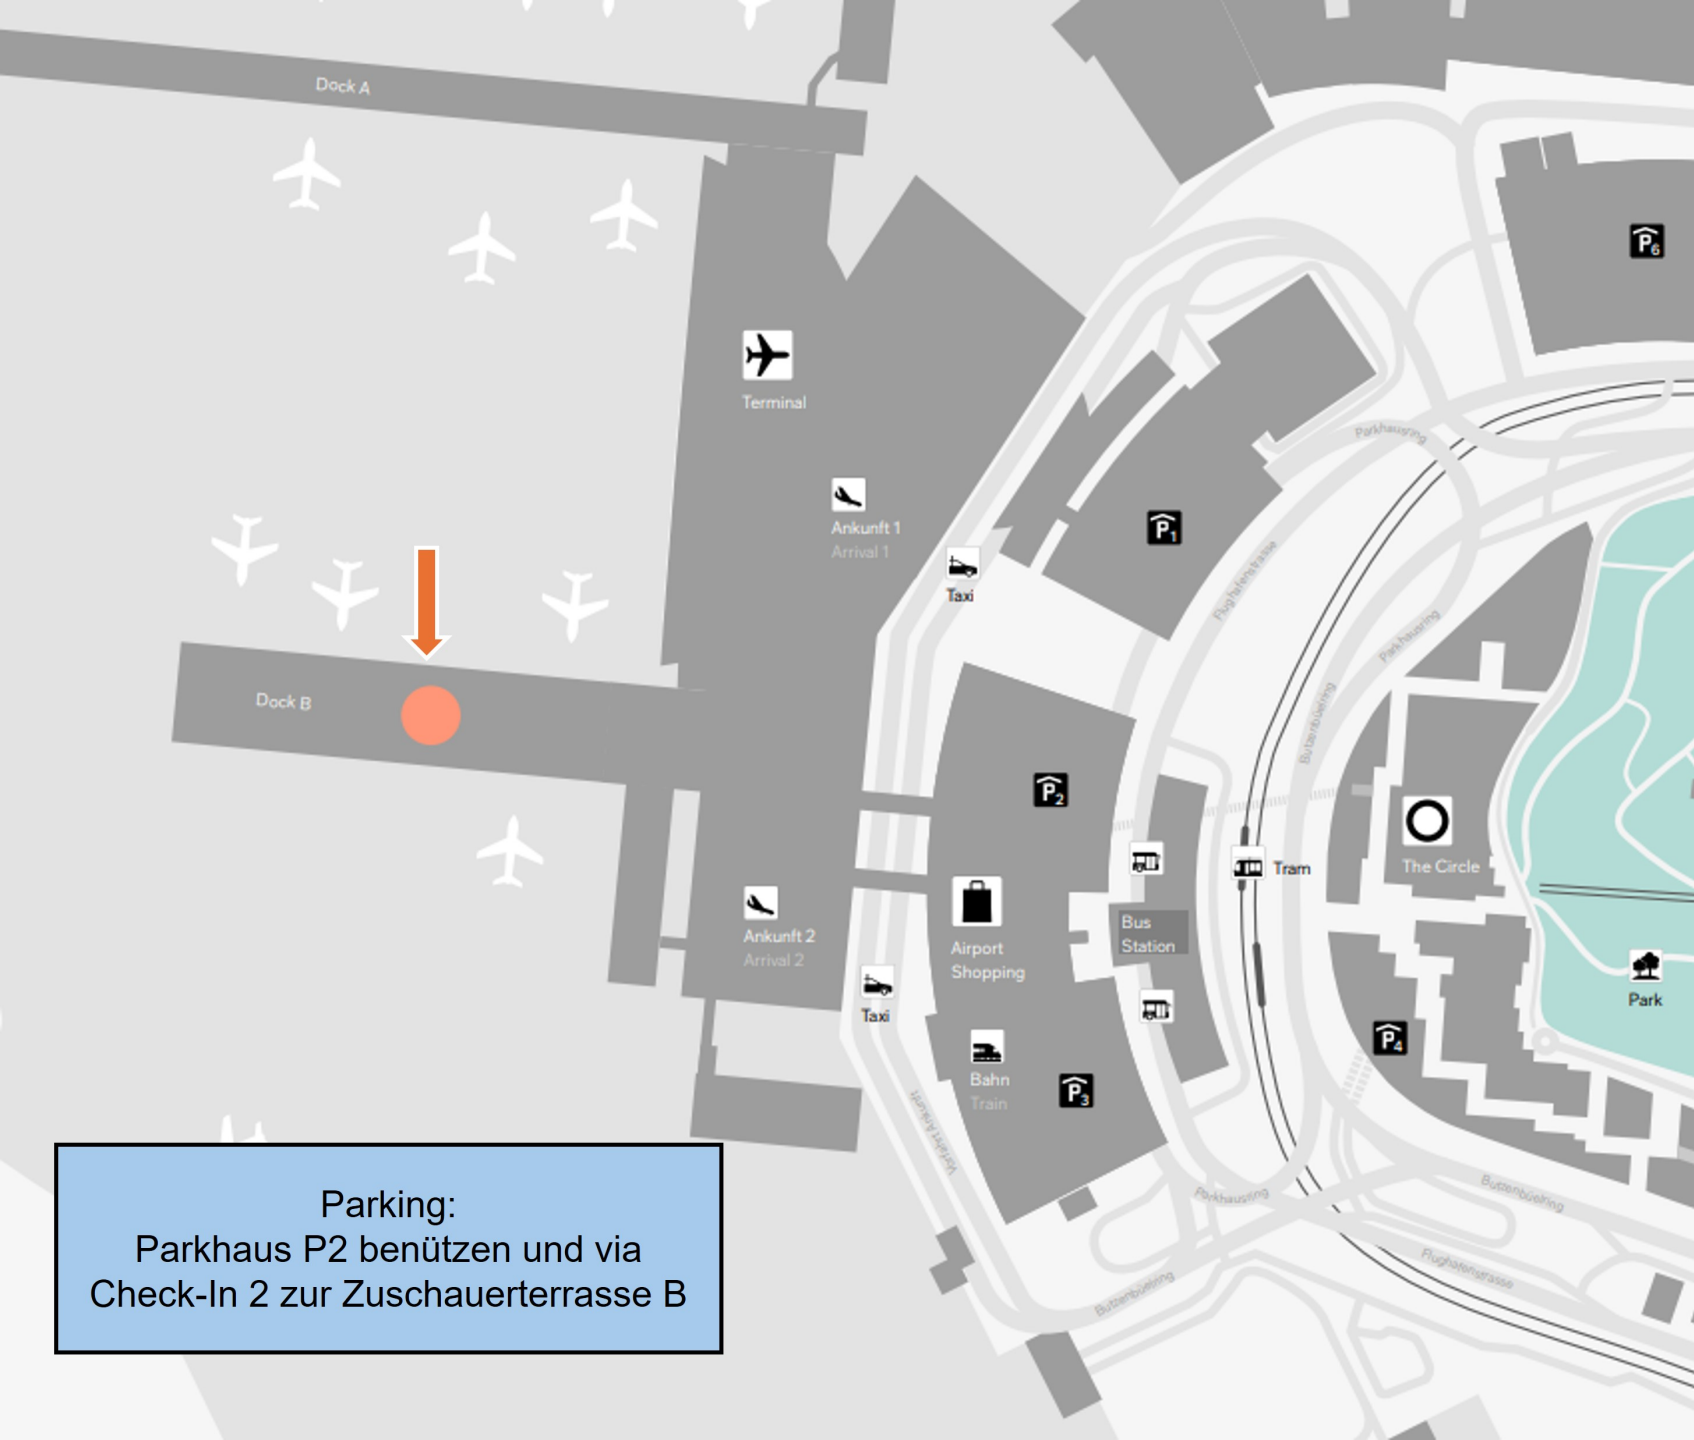 Dock A
P6
Terminal
Parkhausring
Ankunft 1
Arrival 1
P1
Taxi
Flughafenstrasse
Parkhausring
Dock B
Butzenbüelring
P2
The Circle
Tram
Bus
Station
Ankunft 2
Arrival 2
Airport
Shopping
Park
Taxi
P4
Bahn
Train
P3
Vorfahrt Ankunft
Parkhausring
Butzenbüelring
Flughafenstrasse
Butzenbüelring
Parking:
Parkhaus P2 benützen und via
Check-In 2 zur Zuschauerterrasse B